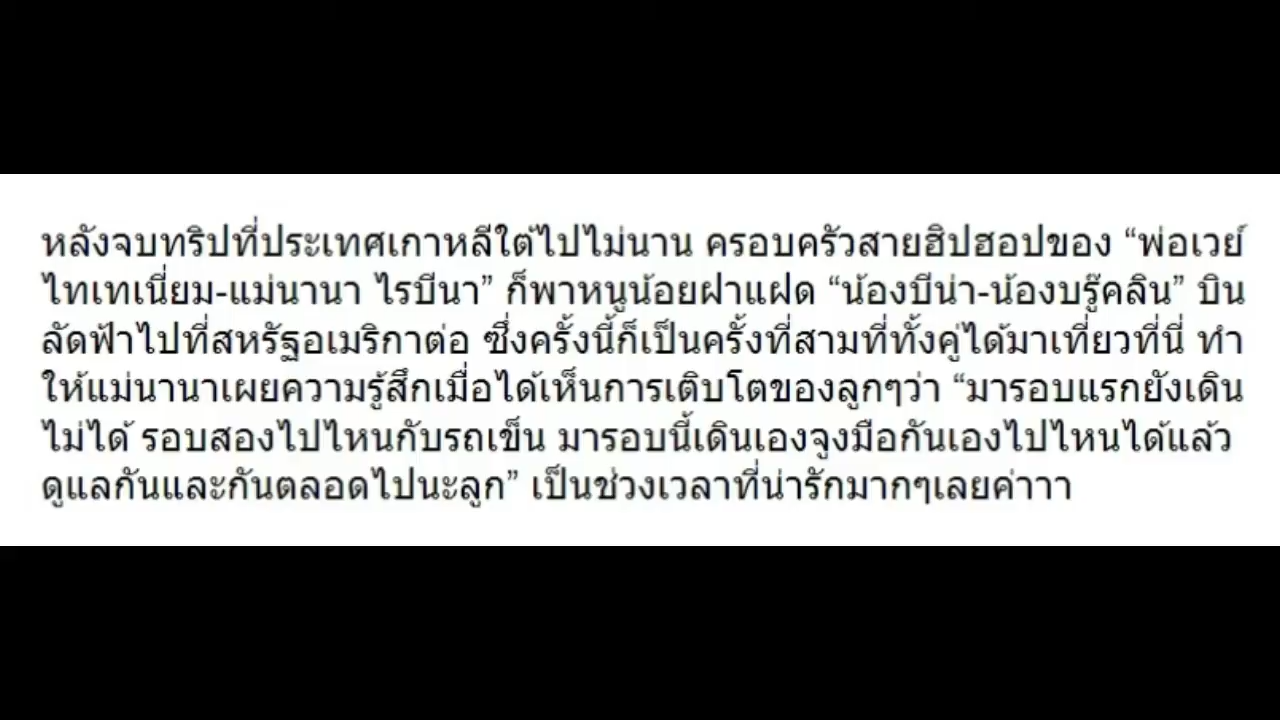 หลังจบทริปที่ประเทศเกาหลีใต้ไปไม่นาน ครอบครัวสายฮิปฮอปของ “พ่อเวย์
ไทเทเนี่ยม-แม่นานา ไรบีนา” ก็พาหนูน้อยฝาแฝด “น้องบีน่า-น้องบรู๊คลิน” บิน
ลัดฟ้าไปที่สหรัฐอเมริกาต่อ ซึ่งครั้งนี้ก็เป็นครั้งที่สามที่ทั้งคู่ได้มาเที่ยวที่นี่ ทำ
ให้แม่นานาเผยความรู้สึกเมื่อได้เห็นการเติบโตของลูกๆว่า “มารอบแรกยังเดิน
ไม่ได้ รอบสองไปไหนกับรถเข็น มารอบนี้เดินเองจูงมือกันเองไปไหนได้แล้ว
ดูแลกันและกันตลอดไปนะลูก” เป็นช่วงเวลาที่น่ารักมากๆเลยค่าาา